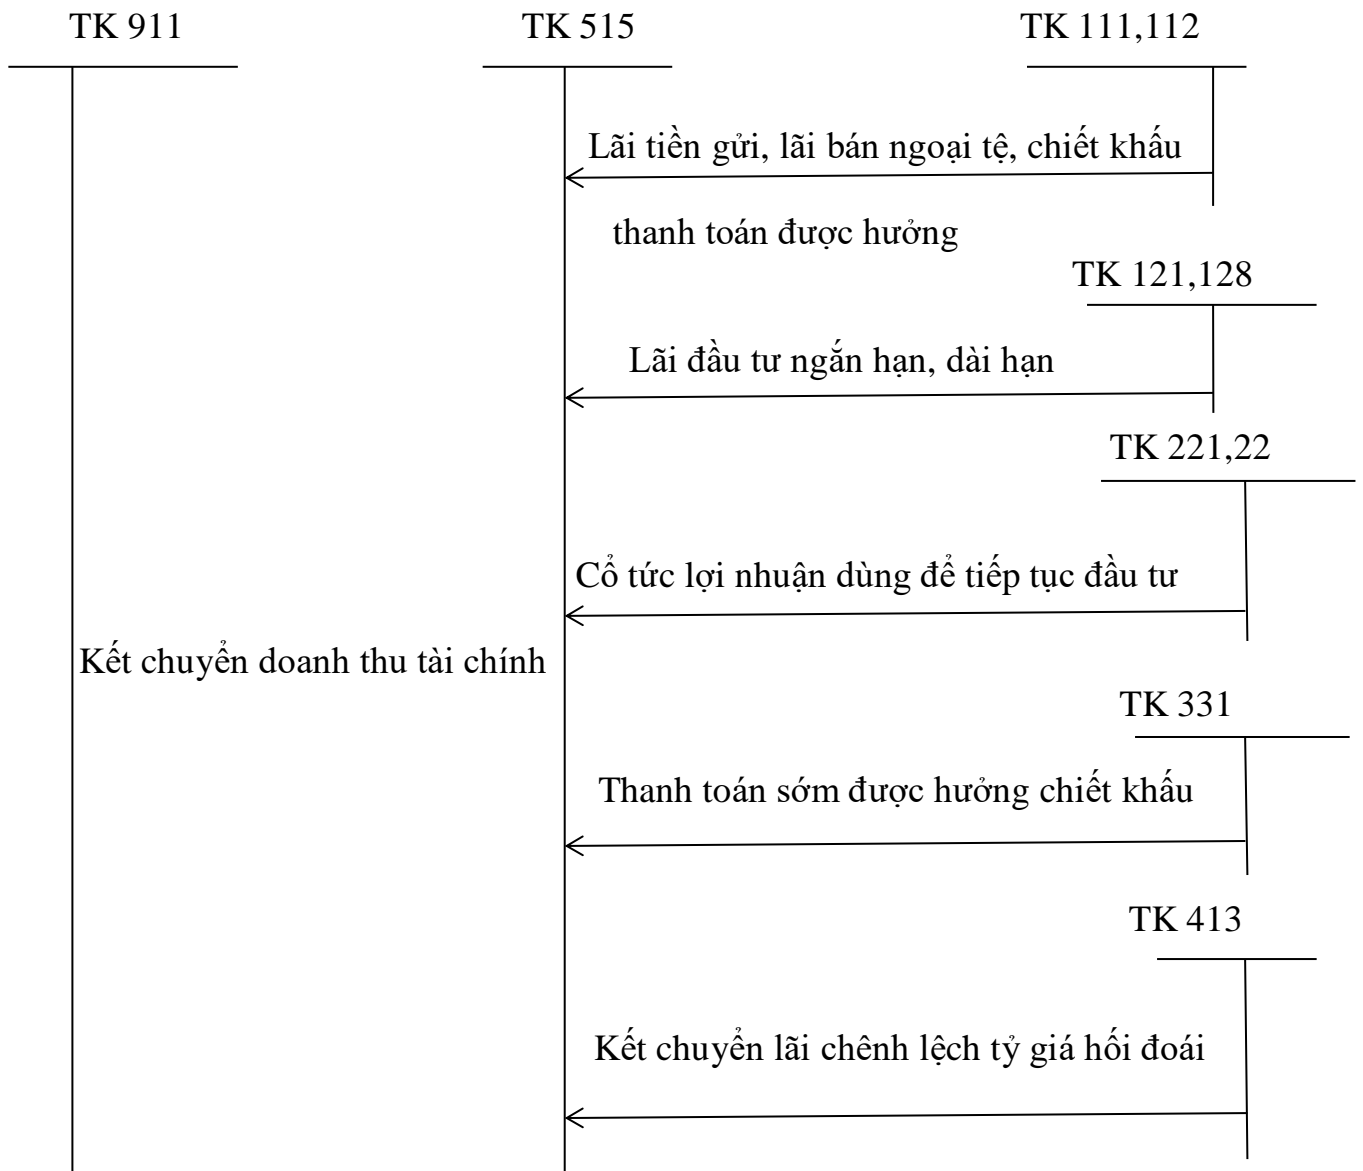 TK 911 TK 515 TK 111,112
Lãi tiền gửi, lãi bán ngoại tệ, chiết khấu
thanh toán được hưởng
TK 121,128
Lãi đầu tư ngắn hạn, dài hạn
TK 221,22
Cổ tức lợi nhuận dùng để tiếp tục đầu tư
Kết chuyển doanh thu tài chính
TK 331
Thanh toán sớm được hưởng chiết khấu
TK 413
Kết chuyển lãi chênh lệch tỷ giá hối đoái